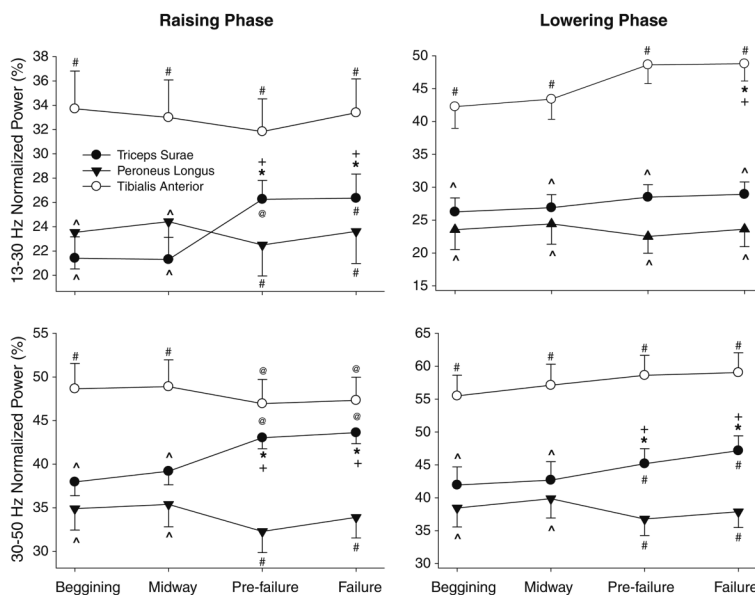 Raising Phase
Lowering Phase
13-30 Hz Normalized Power (%)
38
36
34
32
30
28
26
24
22
20
Triceps Surae
Peroneus Longus
Tibialis Anterior
# # # #
+ +
* *
^ ^ @ #
^ ^ # #
50
45
40
35
30
25
20
15
# # # #
*
+
^ ^ ^ ^
^ ^ ^ ^
30-50 Hz Normalized Power (%)
55
50
45
40
35
30
# # @ @
@ @
^ ^ * *
+ +
^ ^ # #
Beggining Midway Pre-failure Failure
65
60
55
50
45
40
35
30
# # # #
+ +
* *
^ ^ # #
^ ^ # #
Beggining Midway Pre-failure Failure